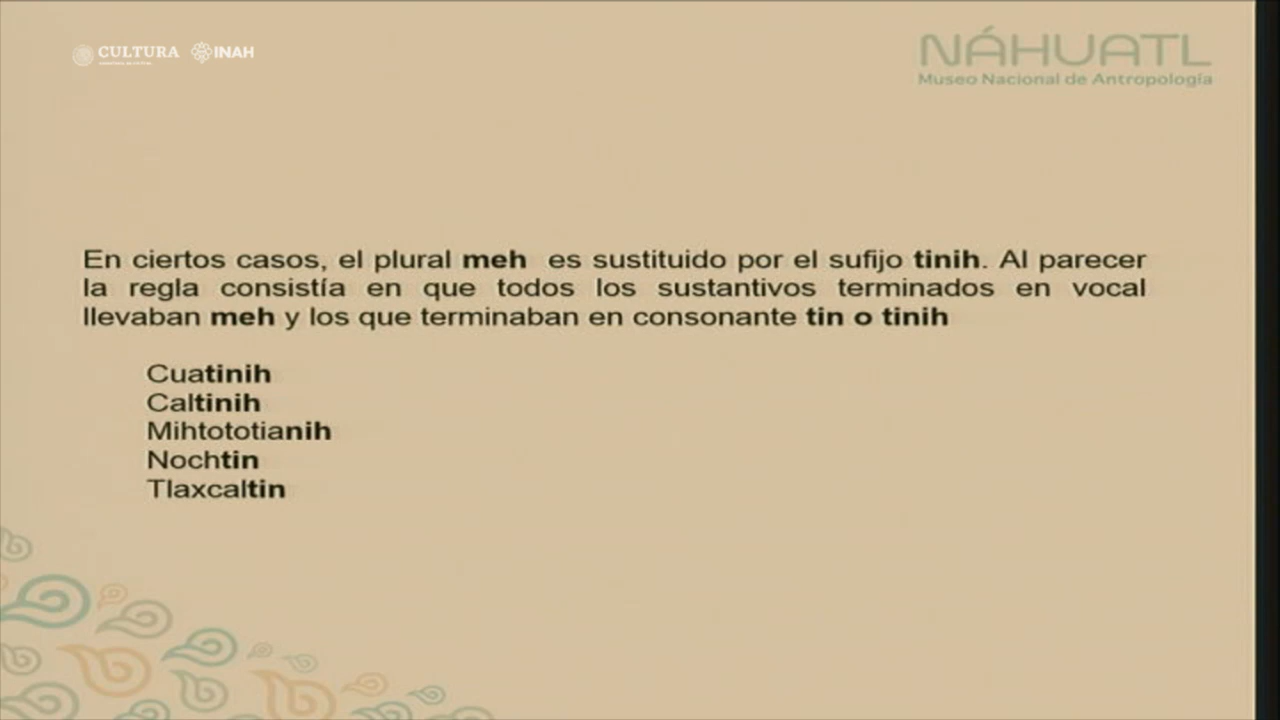 CULTURA INAH
NÁHUATL
Museo Nacional de Antropología
En ciertos casos, el plural meh es sustituido por el sufijo tinih. Al parecer
la regla consistía en que todos los sustantivos terminados en vocal
llevaban meh y los que terminaban en consonante tin o tinih
Cuatinih
Caltinih
Mihtototianih
Nochtin
Tlaxcaltin